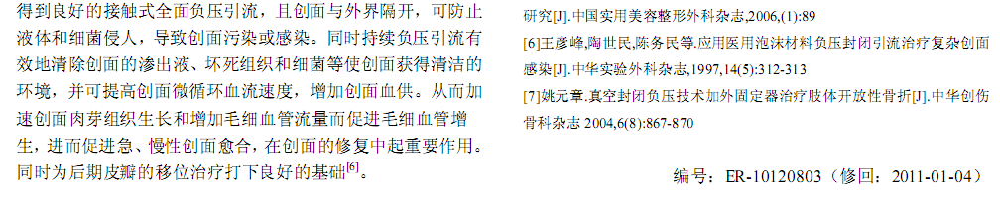 得到良好的接触式全面负压引流，且创面与外界隔开，可防止
液体和细菌侵人，导致创面污染或感染。同时持续负压引流有
效地清除创面的渗出液、坏死组织和细菌等使创面获得清洁的
环境，并可提高创面微循环血流速度，增加创面血供。从而加
速创面肉芽组织生长和增加毛细血管流量而促进毛细血管增
生，进而促进急、慢性创面愈合，在创面的修复中起重要作用。
同时为后期皮瓣的移位治疗打下良好的基础[6]。
研究[J].中国实用美容整形外科杂志,2006,(1):89
[6]王彦峰,陶世民,陈务民等.应用医用泡沫材料负压封闭引流治疗复杂创面
感染[J].中华实验外科杂志,1997,14(5):312-313
[7]姚元章.真空封闭负压技术加外固定器治疗肢体开放性骨折[J].中华创伤
骨科杂志 2004,6(8):867-870
编号：ER-10120803（修回：2011-01-04）